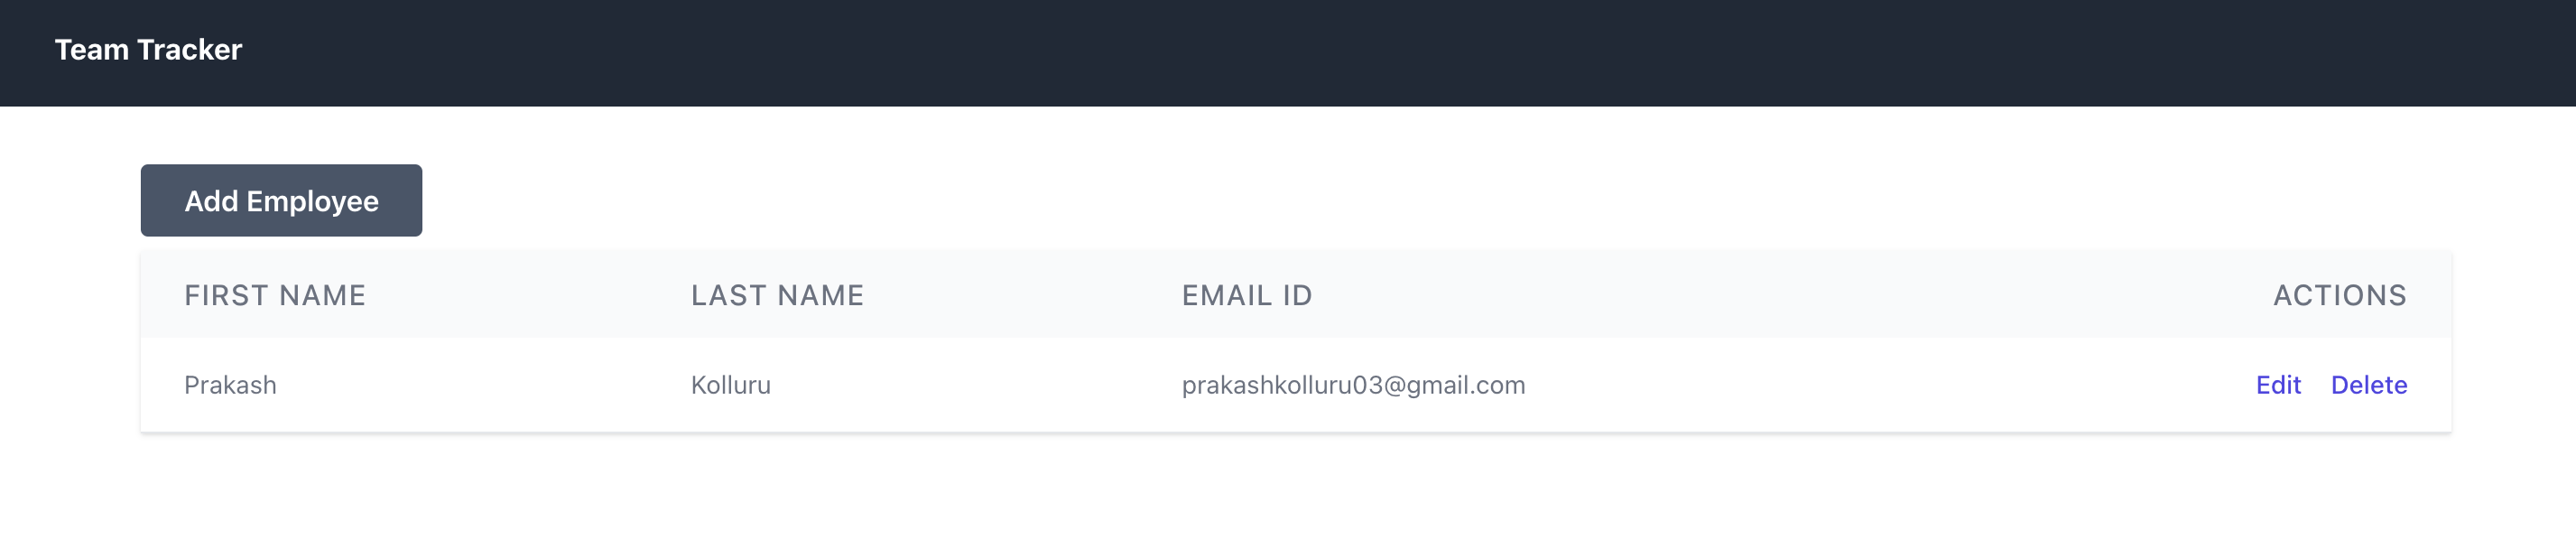 Team Tracker
Add Employee
FIRST NAME LAST NAME EMAIL ID ACTIONS
Prakash Kolluru prakashkolluru03@gmail.com Edit Delete